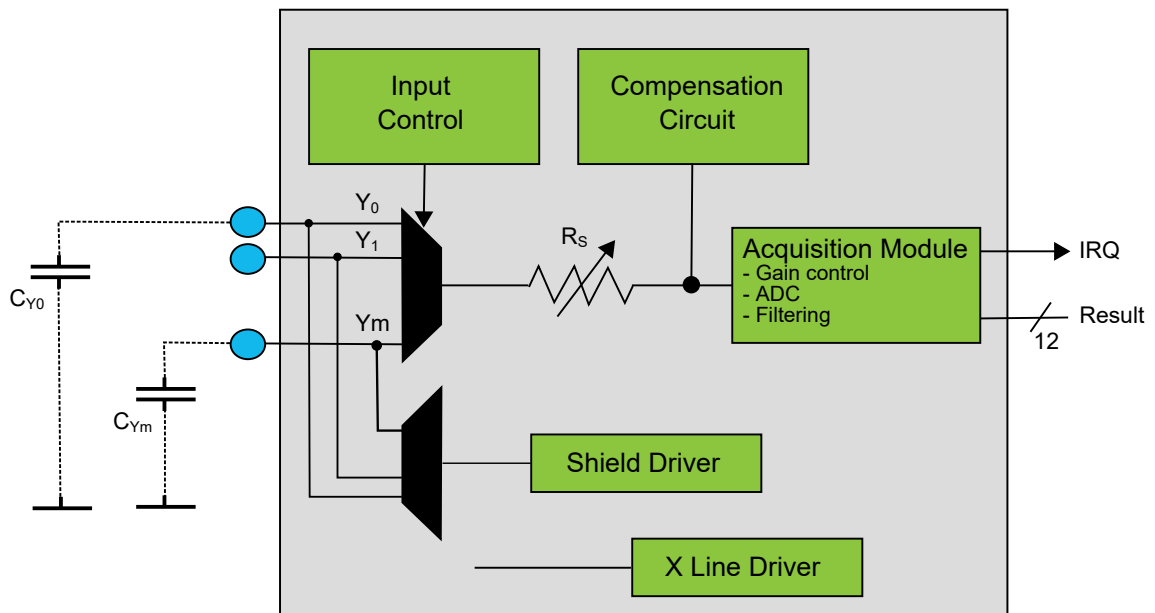 Input
Control
Compensation
Circuit
Y0
Y1
Ym
RS
Acquisition Module
- Gain control
- ADC
- Filtering
IRQ
Result
12
CY0
CYm
Shield Driver
X Line Driver